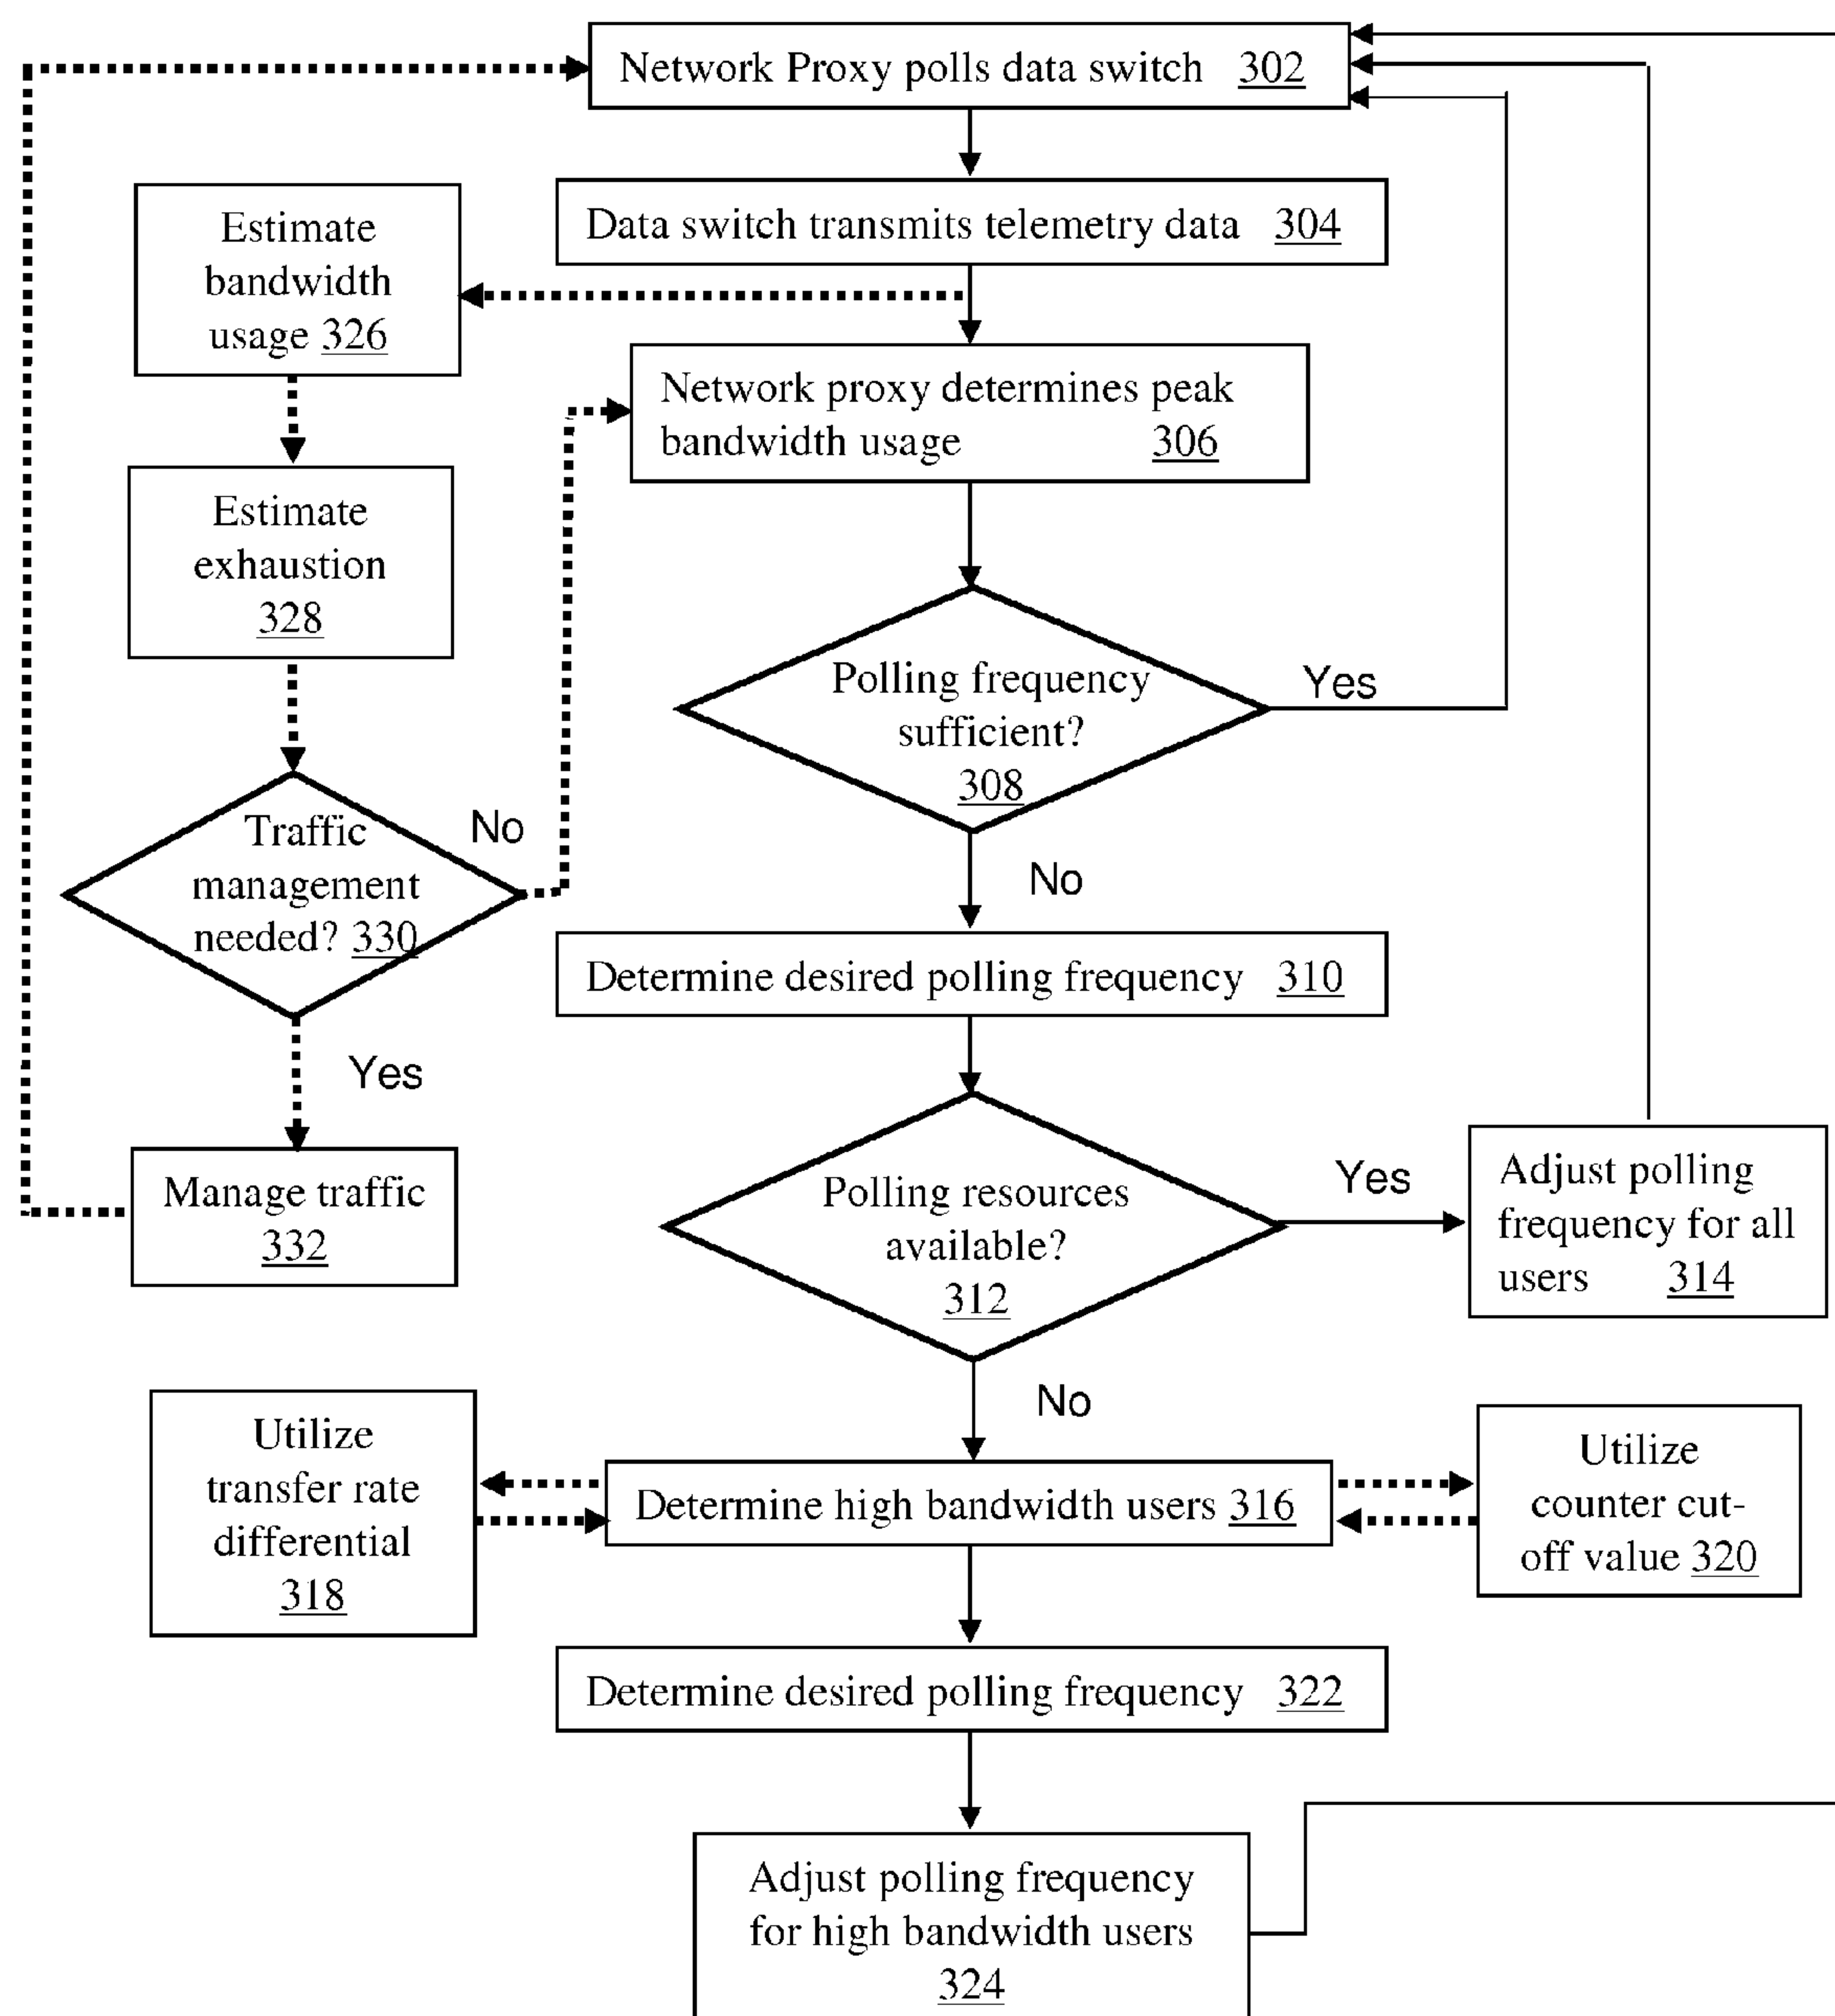 Network Proxy polls data switch 302
Data switch transmits telemetry data 304
Estimate
bandwidth
usage 326
Network proxy determines peak
bandwidth usage 306
Estimate
exhaustion
328
Polling frequency
sufficient?
308
Yes
No
Traffic
management
needed? 330
No
Yes
Determine desired polling frequency 310
Manage traffic
332
Polling resources
available?
312
Yes
Adjust polling
frequency for all
users 314
No
Utilize
transfer rate
differential
318
Determine high bandwidth users 316
Utilize
counter cut-
off value 320
Determine desired polling frequency 322
Adjust polling frequency
for high bandwidth users
324